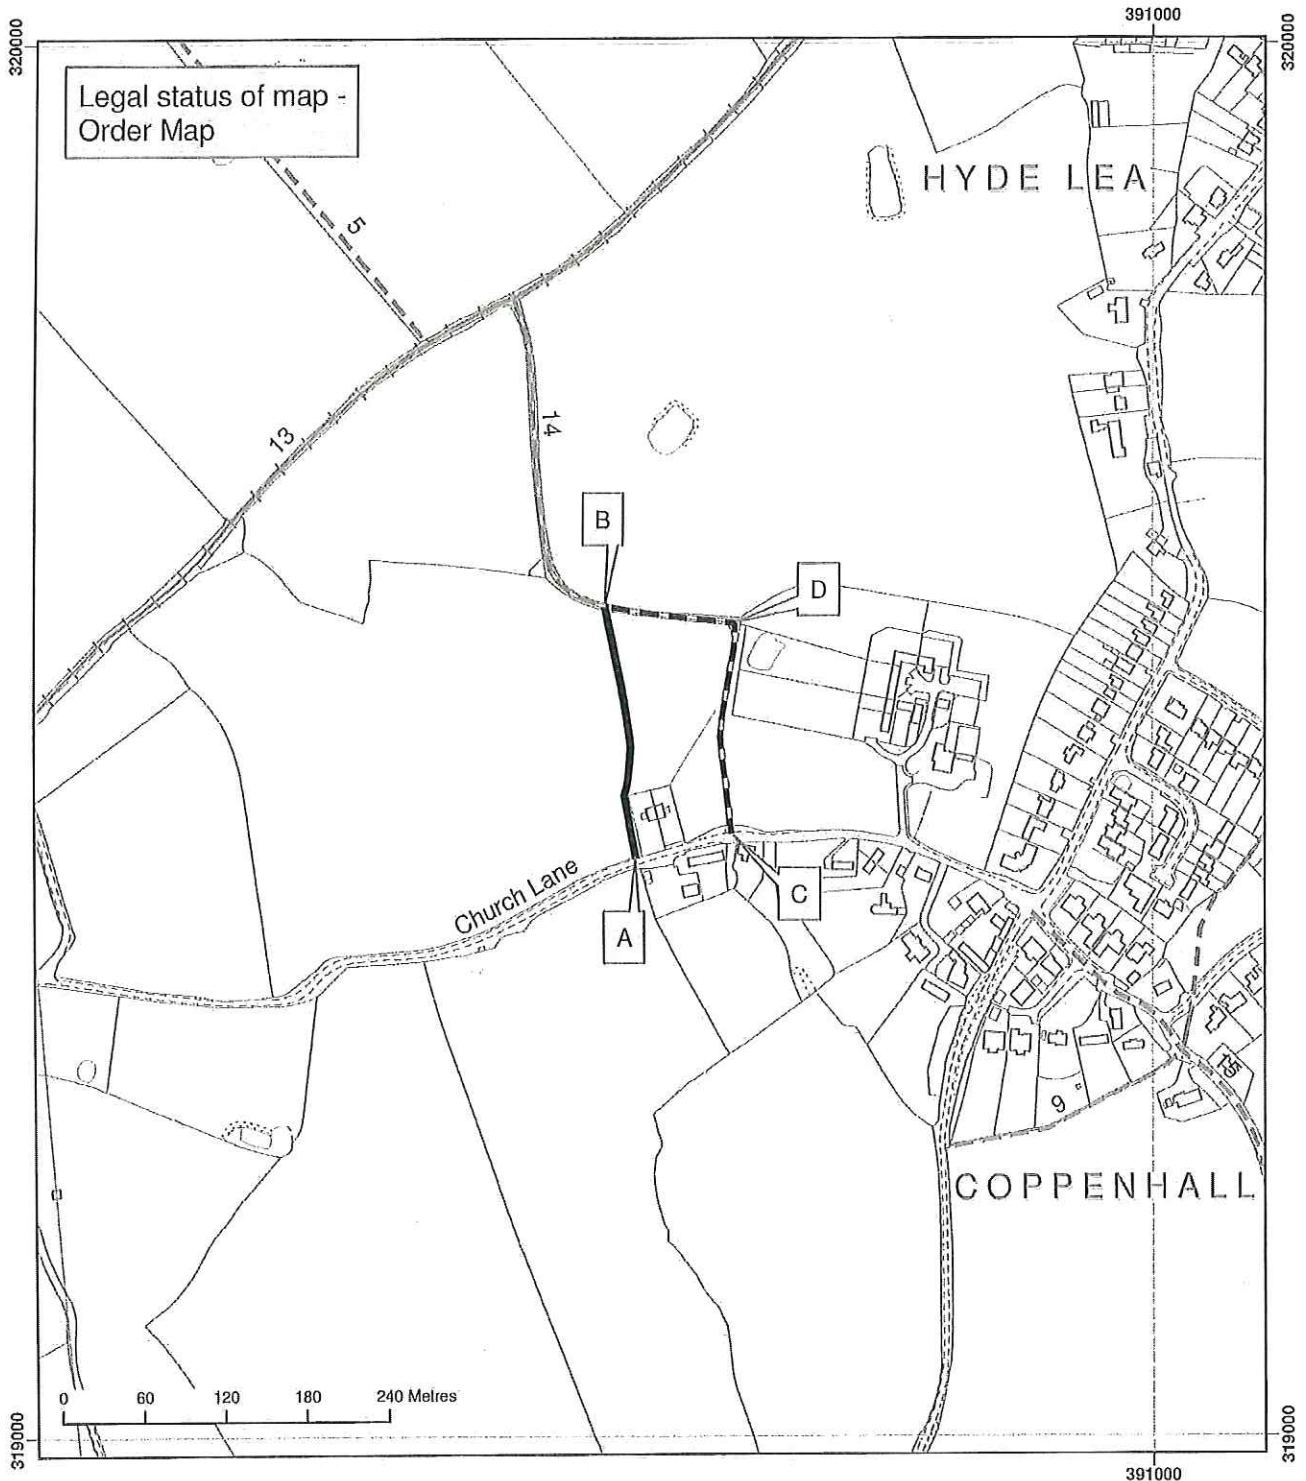 391000
320000
320000
Legal status of map -
Order Map
HYDE LEA
5
14
13
B
D
Church Lane
A
C
15
9
COPPENHALL
0 60 120 180 240 Metres
319000
319000
391000